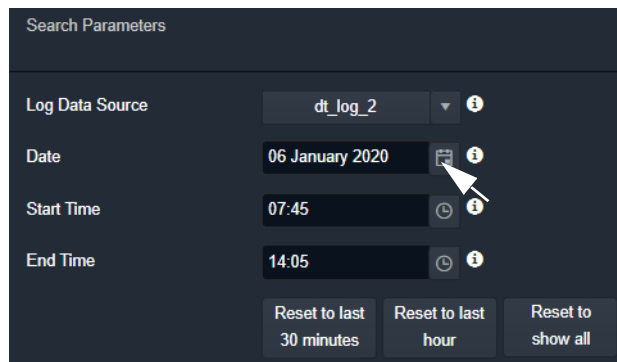 Search Parameters
Log Data Source
dt_log_2
Date
06 January 2020
Start Time
07:45
End Time
14:05
Reset to last
30 minutes
Reset to last
hour
Reset to
show all